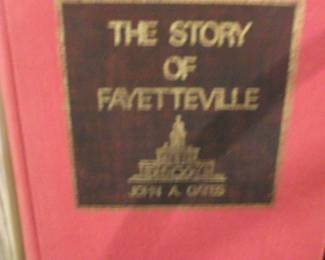 THE STORY
OF
FAYETTEVILLE
JOHN A. OATES